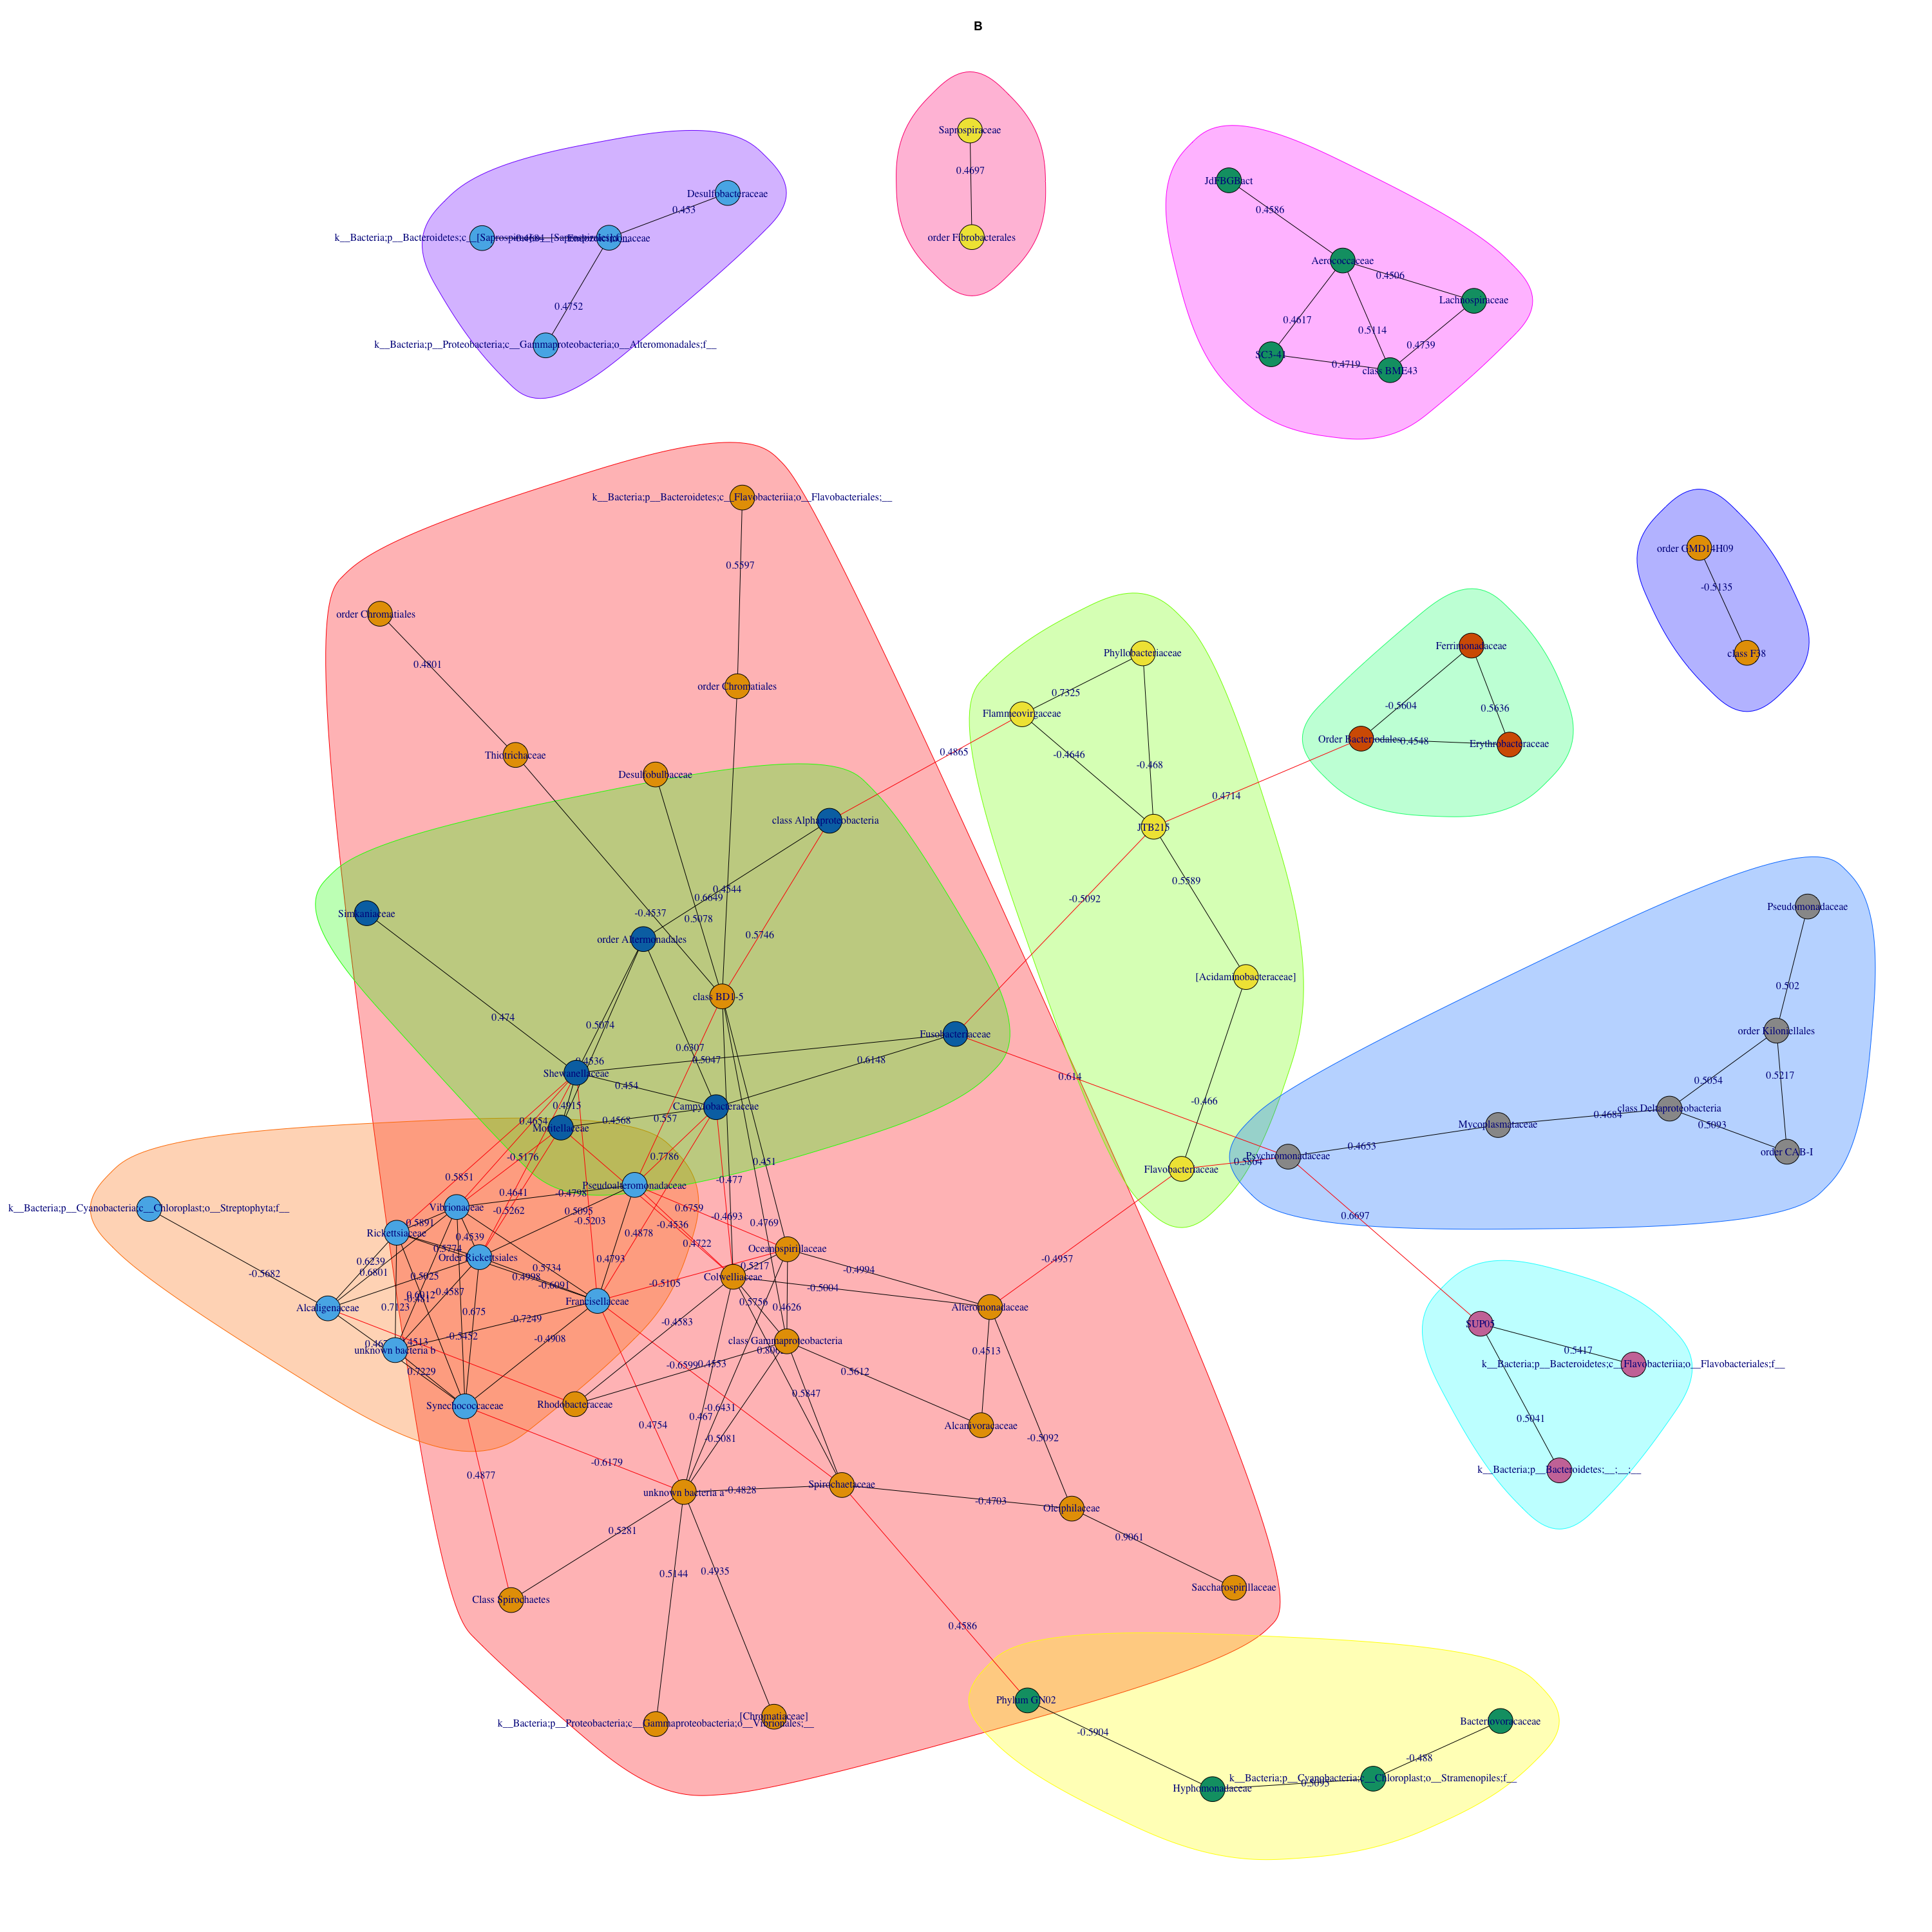 B
Saprospiraceae
0.4697
order Fibrobacterales
Desulfobacteraceae
0.453
k__Bacteria;p__Bacteroidetes;c__[Saprospirae];o__[Saprospirales];f__
0.4752
k__Bacteria;p__Proteobacteria;c__Gammaproteobacteria;o__Alteromonadales;f__
JdFBGBact
0.4586
Aerococcaceae
0.4506
Lachnospiraceae
0.4617
0.5114
0.4739
SC3-41
0.4719
class BME43
k__Bacteria;p__Bacteroidetes;c__Flavobacteriia;o__Flavobacteriales;__
0.5597
order Chromatiales
0.4801
order Chromatiales
Thiotrichaceae
Desulfobulbaceae
class Alphaproteobacteria
0.4544
0.6649
-0.4537
0.5078
0.5746
Simkaniaceae
order Altermonadales
class BD1-5
0.474
0.5074
0.6307
0.5047
0.4536
Shewanellaceae
0.454
0.6148
Fusobacteriaceae
0.4915
Campylobacteraceae
0.4654
0.4568
0.557
Moritellaceae
order GMD14H09
-0.5135
class F38
Phyllobacteriaceae
0.7325
Flammeovirgaceae
0.4865
-0.4646
-0.468
JTB215
0.4714
-0.5092
0.5589
[Acidaminobacteraceae]
0.614
-0.466
Flavobacteriaceae
0.5864
Ferrimonadaceae
-0.5604
0.5636
Order Bacteriodales
0.4548
Erythrobacteraceae
Pseudomonadaceae
0.502
order Kiloniellales
0.5054
0.5217
class Deltaproteobacteria
0.4684
0.5093
Mycoplasmataceae
0.4653
order CAB-I
Psychromonadaceae
0.6697
-0.5176
0.7786
0.451
0.5851
-0.477
Pseudoalteromonadaceae
0.4641
-0.4798
k__Bacteria;p__Cyanobacteria;c__Chloroplast;o__Streptophyta;f__
Vibrionaceae
-0.5262
0.5095
-0.5203
0.6759
-0.4693
0.4769
0.5891
-0.4536
Rickettsiaceae
0.4539
0.4878
0.4722
0.5774
Order Rickettsiales
0.4793
Oceanospirillaceae
0.6239
0.6801
0.5734
0.5217
-0.5682
0.5025
0.4998
-0.6091
-0.5105
Colwelliaceae
-0.4994
-0.4957
-0.5004
-0.4587
0.7123
0.675
Francisellaceae
0.5756
0.4626
Alteromonadaceae
Alcaligenaceae
-0.7249
-0.4583
0.5452
-0.4908
class Gammaproteobacteria
0.4513
unknown bacteria b
-0.6599
0.4553
0.4513
0.7229
0.5612
0.5847
Synechococcaceae
Rhodobacteraceae
-0.6431
0.467
Alcanivoracaceae
0.4754
-0.5081
-0.5092
-0.6179
0.4877
unknown bacteria a
-0.4828
Spirochaetaceae
-0.4703
Oleiphilaceae
0.5281
0.9061
0.5144
0.4935
Saccharospirillaceae
Class Spirochaetes
0.4586
[Chromatiaceae]
k__Bacteria;p__Proteobacteria;c__Gammaproteobacteria;o__Vibrionales;__
SUP05
0.5417
k__Bacteria;p__Bacteroidetes;c__Flavobacteriia;o__Flavobacteriales;f__
0.5041
k__Bacteria;p__Bacteroidetes;__;__;__
Phylum GN02
-0.5904
Bacteriovoracaceae
-0.488
k__Bacteria;p__Cyanobacteria;c__Chloroplast;o__Stramenopiles;f__
Hyphomonadaceae
0.5095